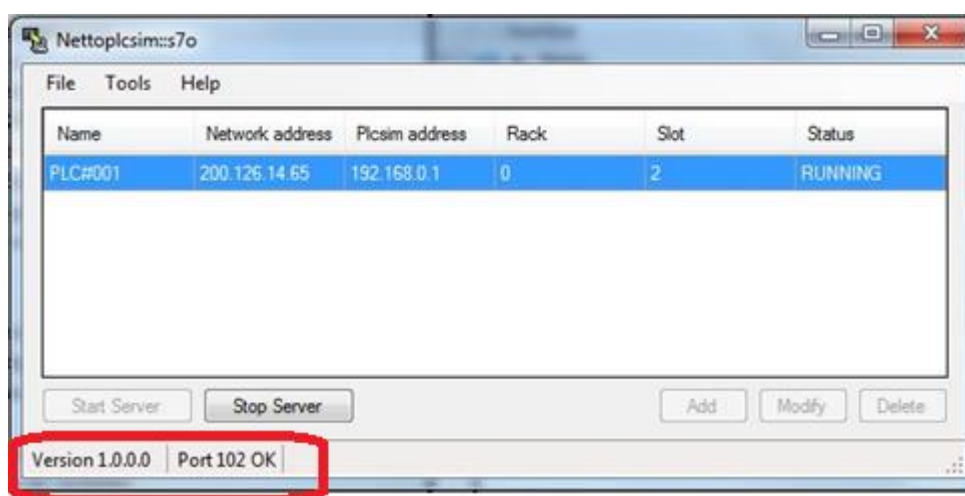 Nettoplcsim::s7o
File Tools Help
Name Network address Plcsim address Rack Slot Status
PLC#001 200.126.14.65 192.168.0.1 0 2 RUNNING
Start Server Stop Server Add Modify Delete
Version 1.0.0.0 Port 102 OK